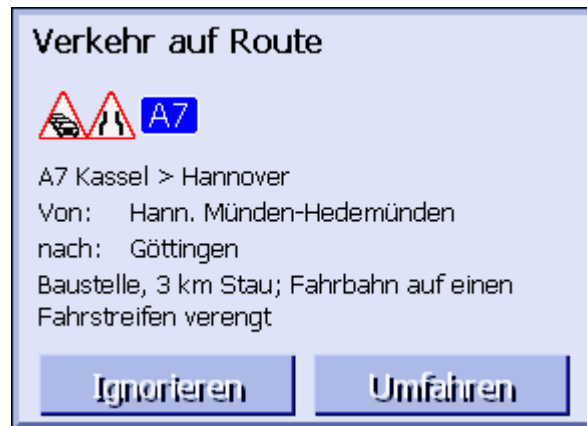 Verkehr auf Route
A7
A7 Kassel > Hannover
Von: Hann. Münden-Hedemünden
nach: Göttingen
Baustelle, 3 km Stau; Fahrbahn auf einen
Fahrstreifen verengt
Ignorieren Umfahren